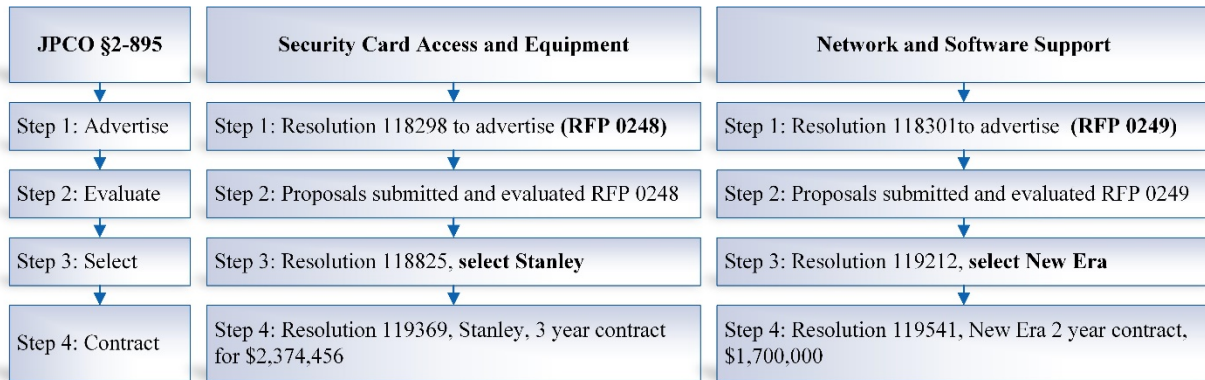 JPCO §2-895
Step 1: Advertise
Step 2: Evaluate
Step 3: Select
Step 4: Contract
Security Card Access and Equipment
Step 1: Resolution 118298 to advertise (RFP 0248)
Step 2: Proposals submitted and evaluated RFP 0248
Step 3: Resolution 118825, select Stanley
Step 4: Resolution 119369, Stanley, 3 year contract
for $2,374,456
Network and Software Support
Step 1: Resolution 118301to advertise (RFP 0249)
Step 2: Proposals submitted and evaluated RFP 0249
Step 3: Resolution 119212, select New Era
Step 4: Resolution 119541, New Era 2 year contract,
$1,700,000